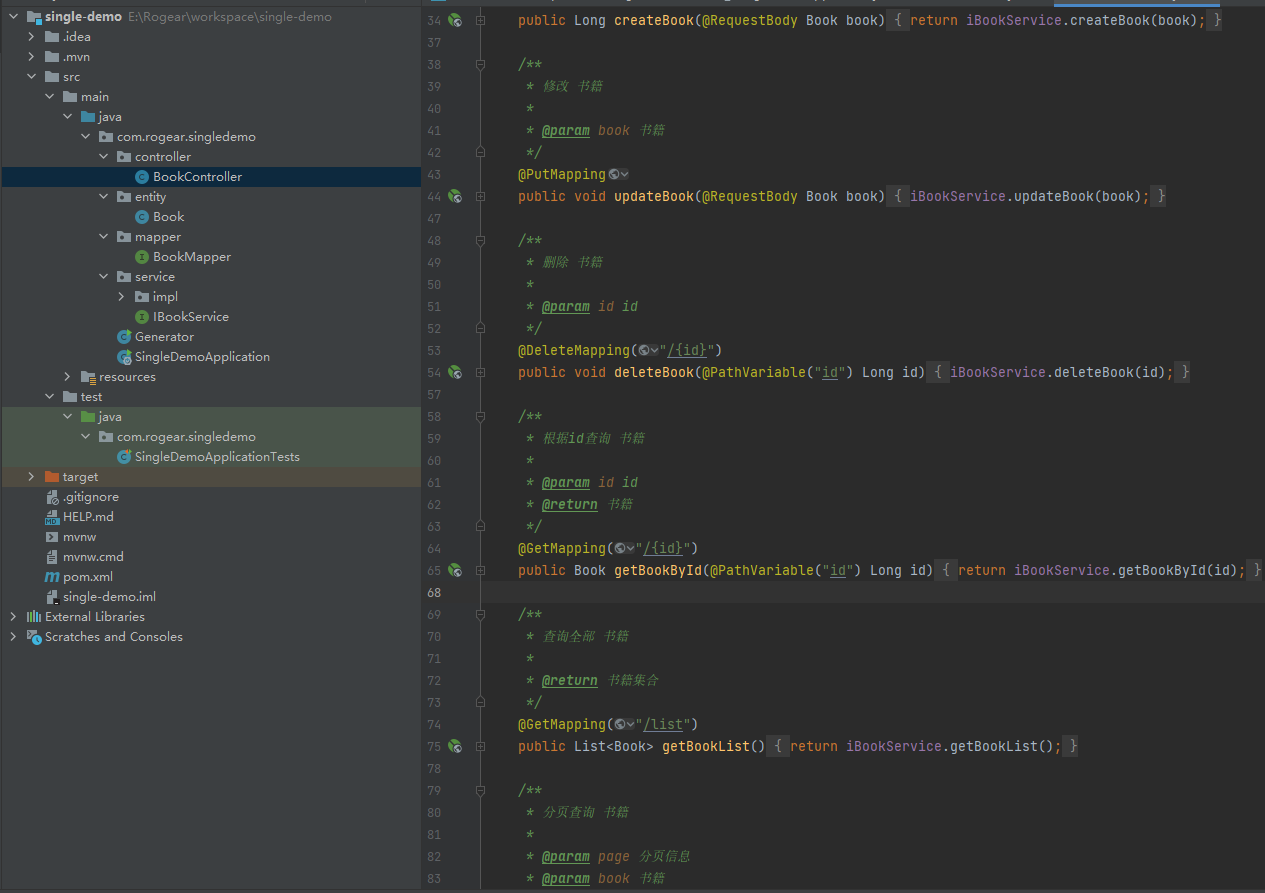 single-demo E:\Rogear\workspace\single-demo
.idea
.mvn
src
main
java
com.rogear.singledemo
controller
BookController
entity
Book
mapper
BookMapper
service
impl
IBookService
Generator
SingleDemoApplication
resources
test
java
com.rogear.singledemo
SingleDemoApplicationTests
target
.gitignore
HELP.md
mvnw
mvnw.cmd
pom.xml
single-demo.iml
External Libraries
Scratches and Consoles
34 public Long createBook(@RequestBody Book book) { return iBookService.createBook(book); }
37
38 /**
39 * 修改 书籍
40 *
41 * @param book 书籍
42 */
43 @PutMapping
44 public void updateBook(@RequestBody Book book) { iBookService.updateBook(book); }
47
48 /**
49 * 删除 书籍
50 *
51 * @param id id
52 */
53 @DeleteMapping("/{id}")
54 public void deleteBook(@PathVariable("id") Long id) { iBookService.deleteBook(id); }
57
58 /**
59 * 根据id查询 书籍
60 *
61 * @param id id
62 * @return 书籍
63 */
64 @GetMapping("/{id}")
65 public Book getBookById(@PathVariable("id") Long id) { return iBookService.getBookById(id); }
68
69 /**
70 * 查询全部 书籍
71 *
72 * @return 书籍集合
73 */
74 @GetMapping("/list")
75 public List<Book> getBookList() { return iBookService.getBookList(); }
78
79 /**
80 * 分页查询 书籍
81 *
82 * @param page 分页信息
83 * @param book 书籍